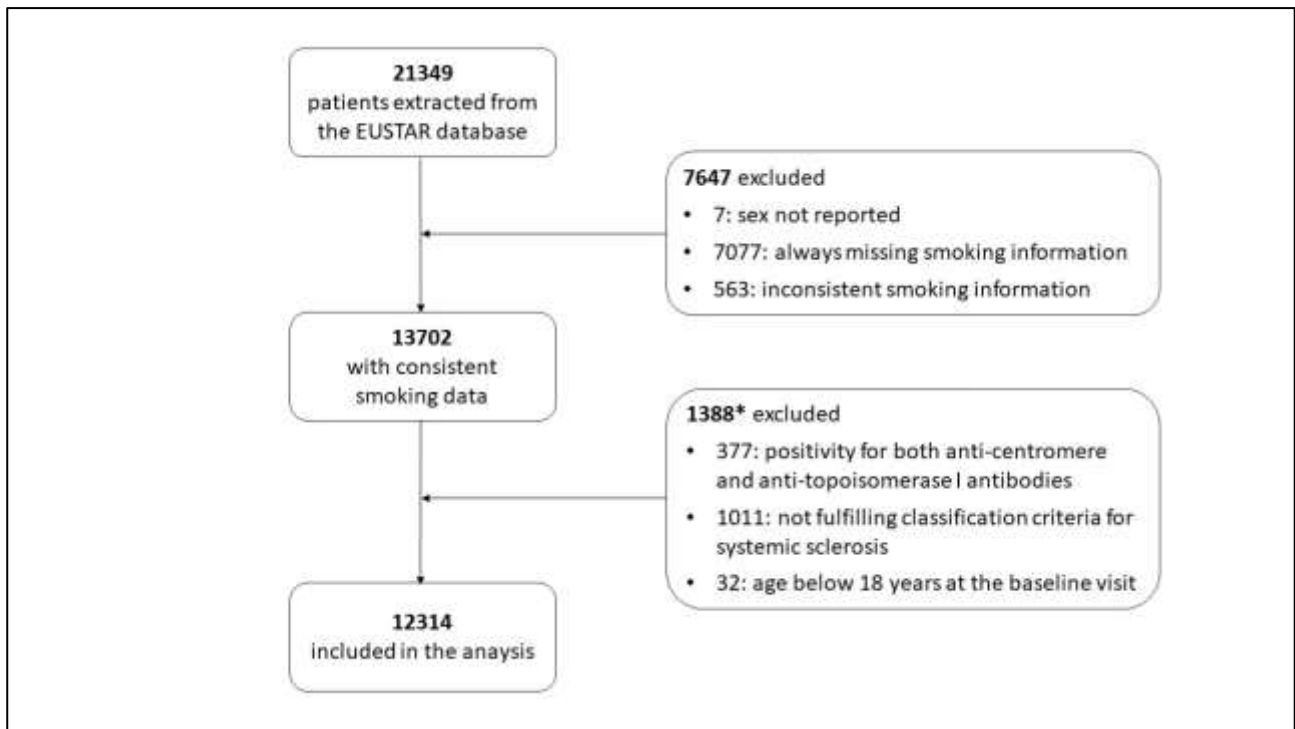 21349
patients extracted from
the EUSTAR database
7647 excluded
• 7: sex not reported
• 7077: always missing smoking information
• 563: inconsistent smoking information
13702
with consistent
smoking data
1388* excluded
• 377: positivity for both anti-centromere
and anti-topoisomerase I antibodies
• 1011: not fulfilling classification criteria for
systemic sclerosis
• 32: age below 18 years at the baseline visit
12314
included in the anaysis